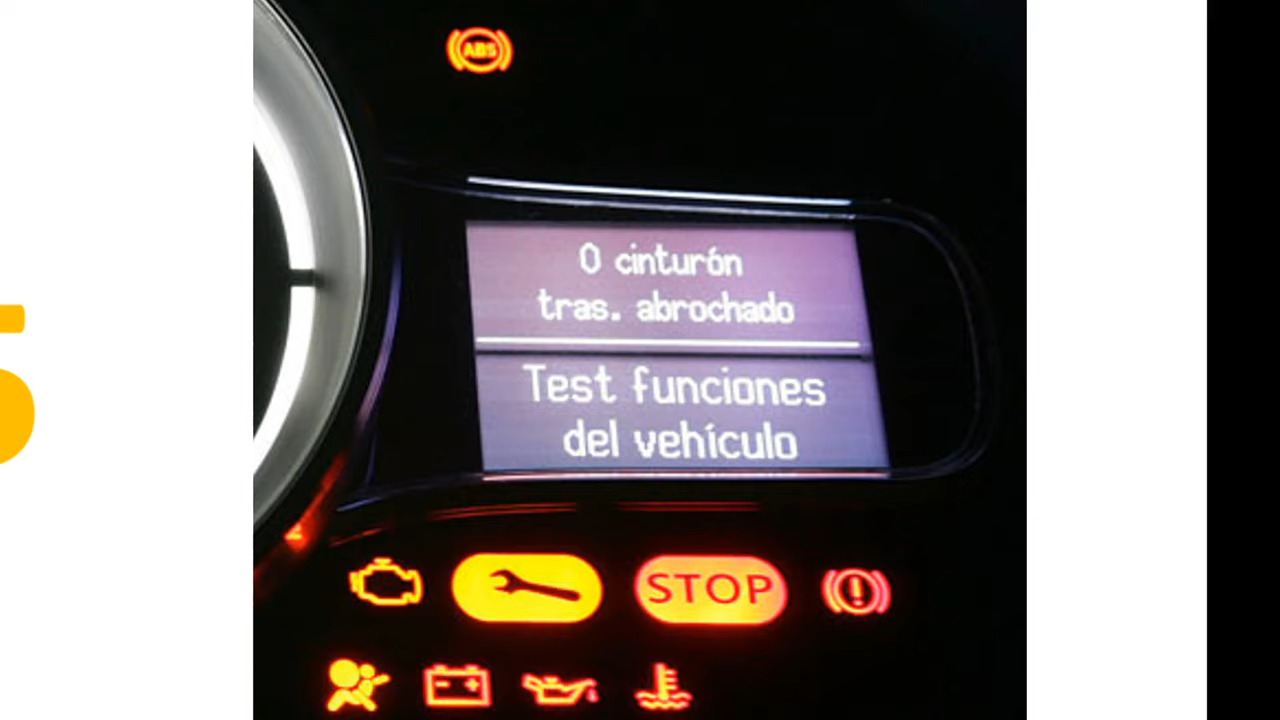 ABS
0 cinturón
tras. abrochado
Test funciones
del vehículo
STOP